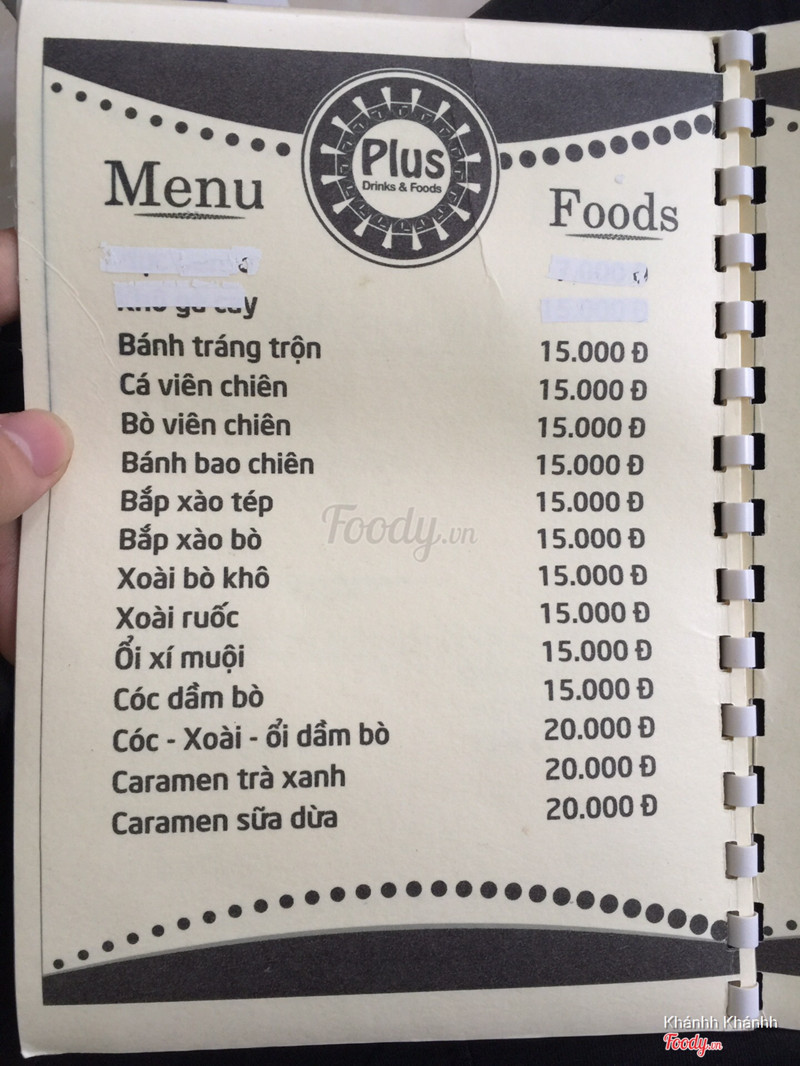 Plus
Drinks & Foods
Menu
Foods
Bánh tráng trộn 15.000 Đ
Cá viên chiên 15.000 Đ
Bò viên chiên 15.000 Đ
Bánh bao chiên 15.000 Đ
Bắp xào tép 15.000 Đ
Bắp xào bò 15.000 Đ
Xoài bò khô 15.000 Đ
Xoài ruốc 15.000 Đ
Ổi xí muội 15.000 Đ
Cóc dầm bò 15.000 Đ
Cóc - Xoài - ổi dầm bò 20.000 Đ
Caramen trà xanh 20.000 Đ
Caramen sữa dừa 20.000 Đ
Foody.vn
Khánhh Khánhh
Foody.vn